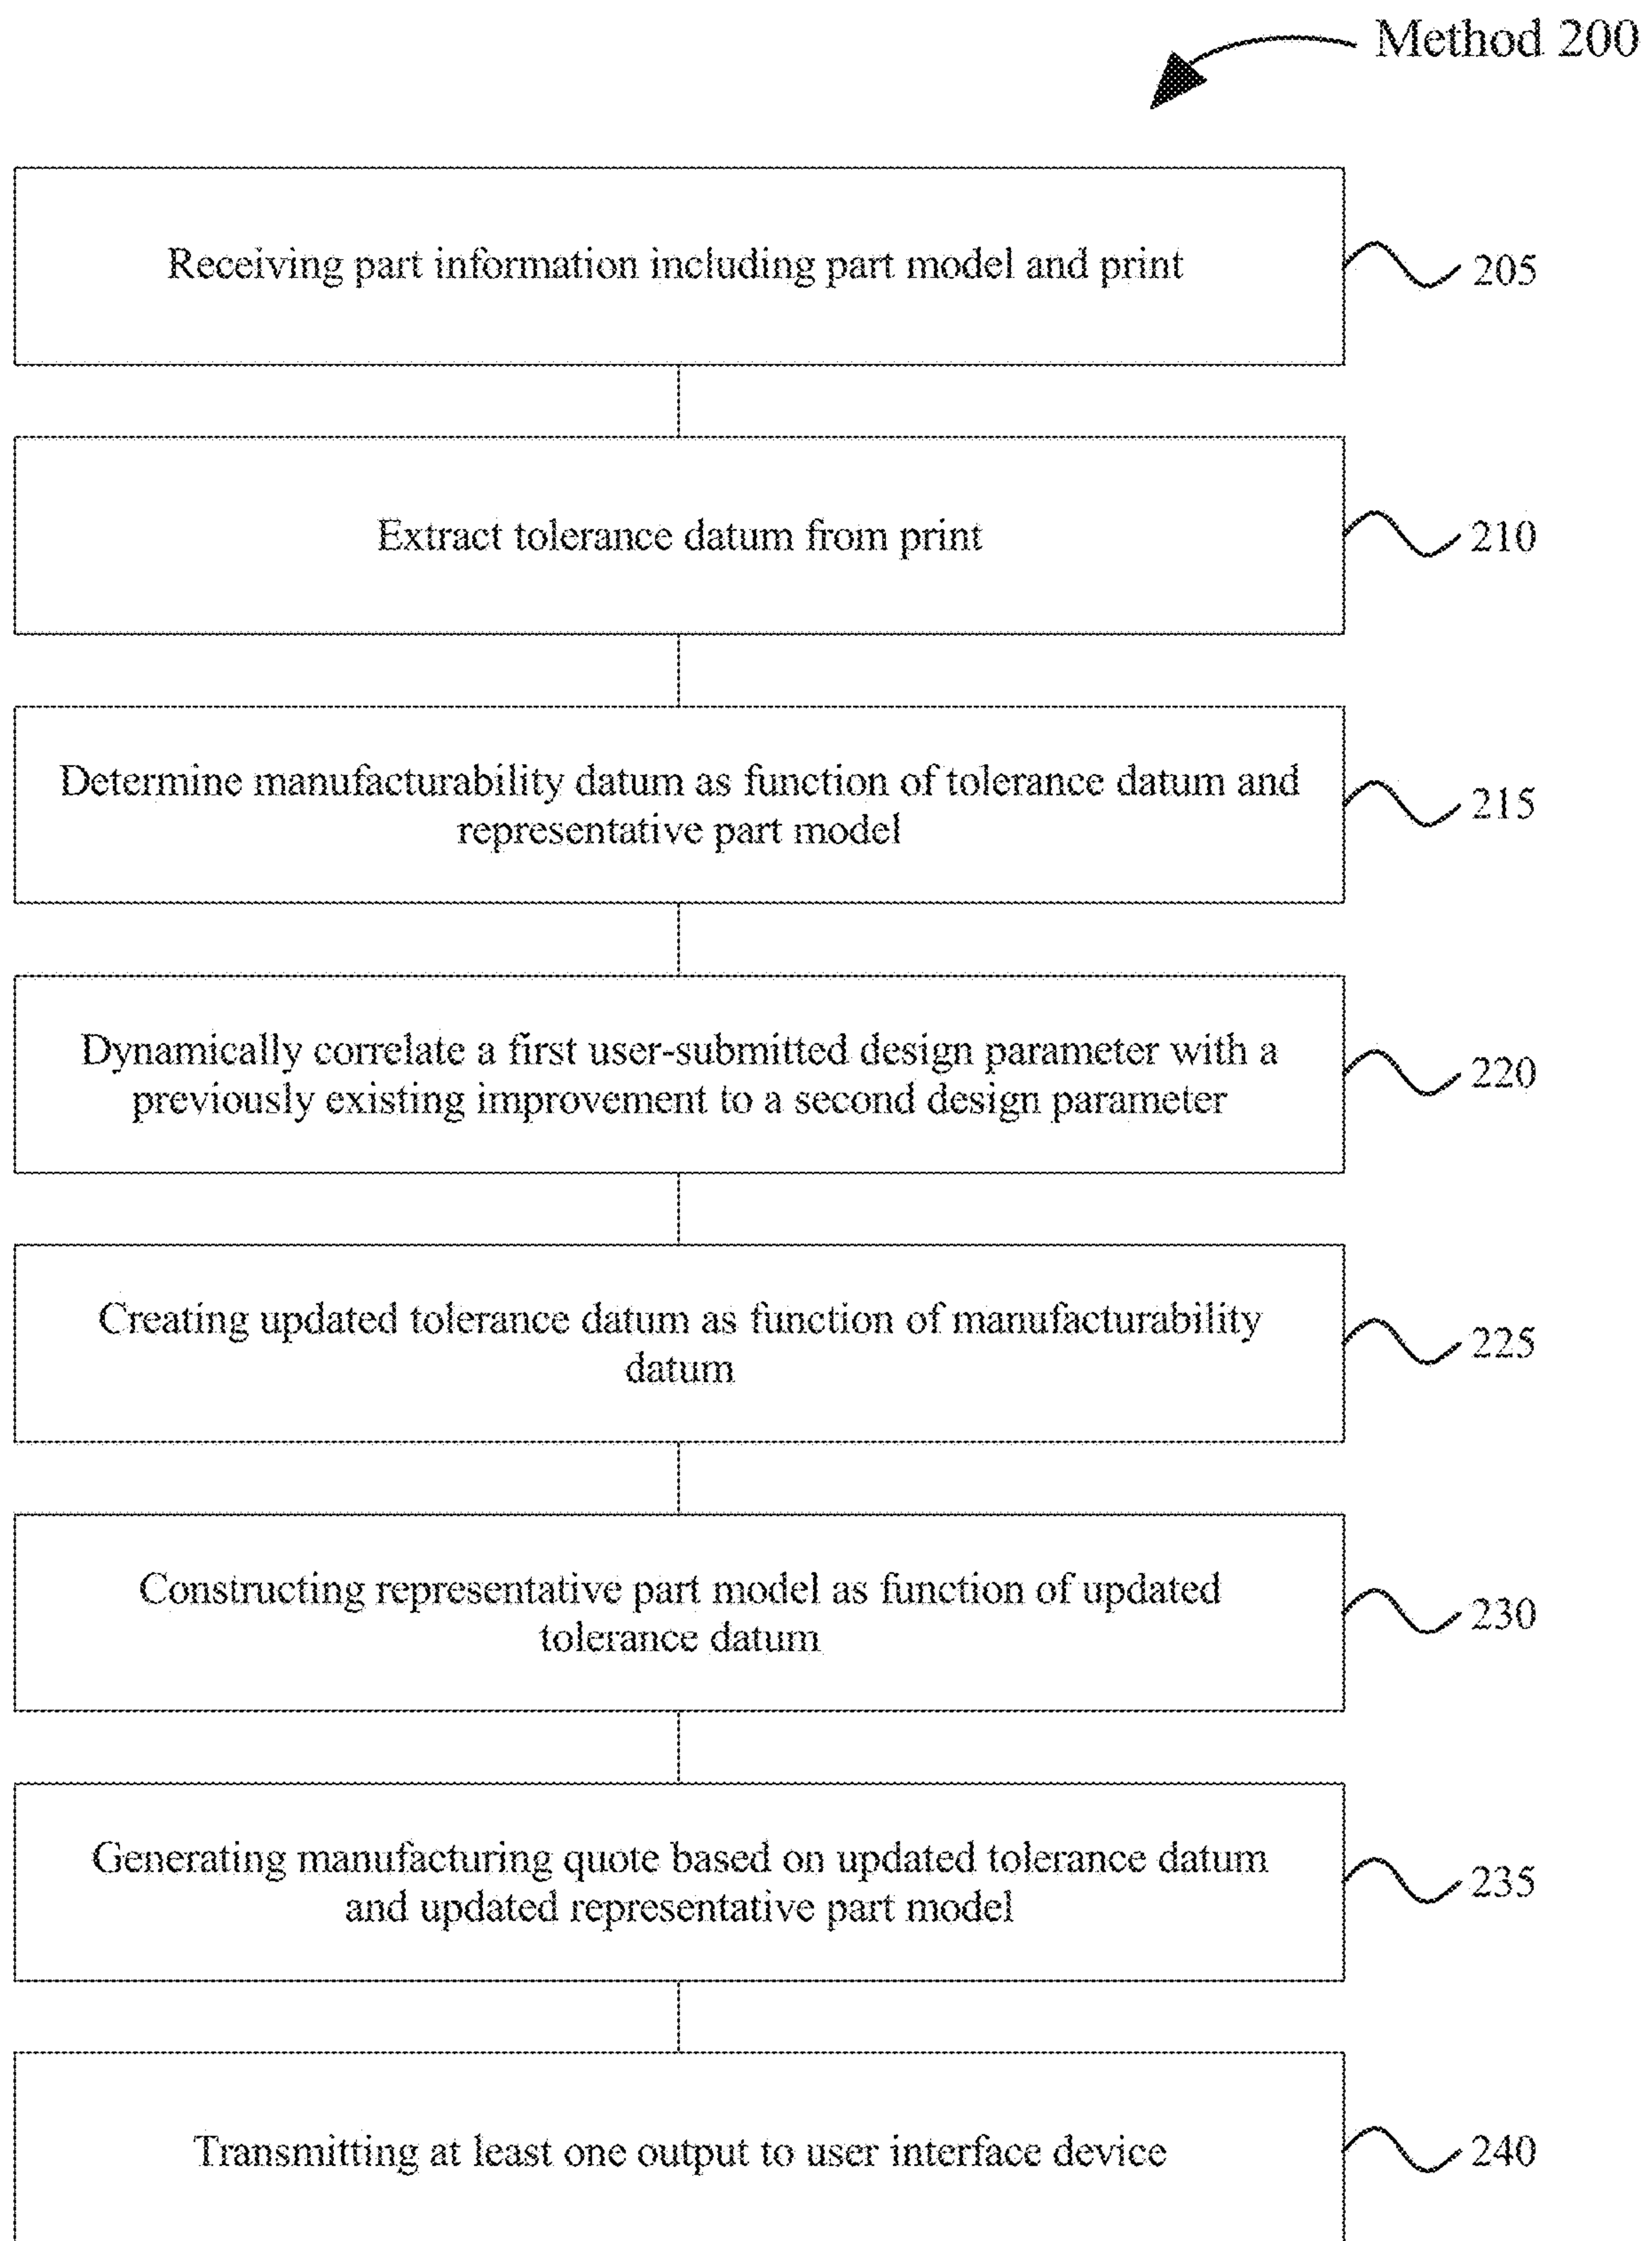 Method 200
Receiving part information including part model and print
205
Extract tolerance datum from print
210
Determine manufacturability datum as function of tolerance datum and
representative part model
215
Dynamically correlate a first user-submitted design parameter with a
previously existing improvement to a second design parameter
220
Creating updated tolerance datum as function of manufacturability
datum
225
Constructing representative part model as function of updated
tolerance datum
230
Generating manufacturing quote based on updated tolerance datum
and updated representative part model
235
Transmitting at least one output to user interface device
240